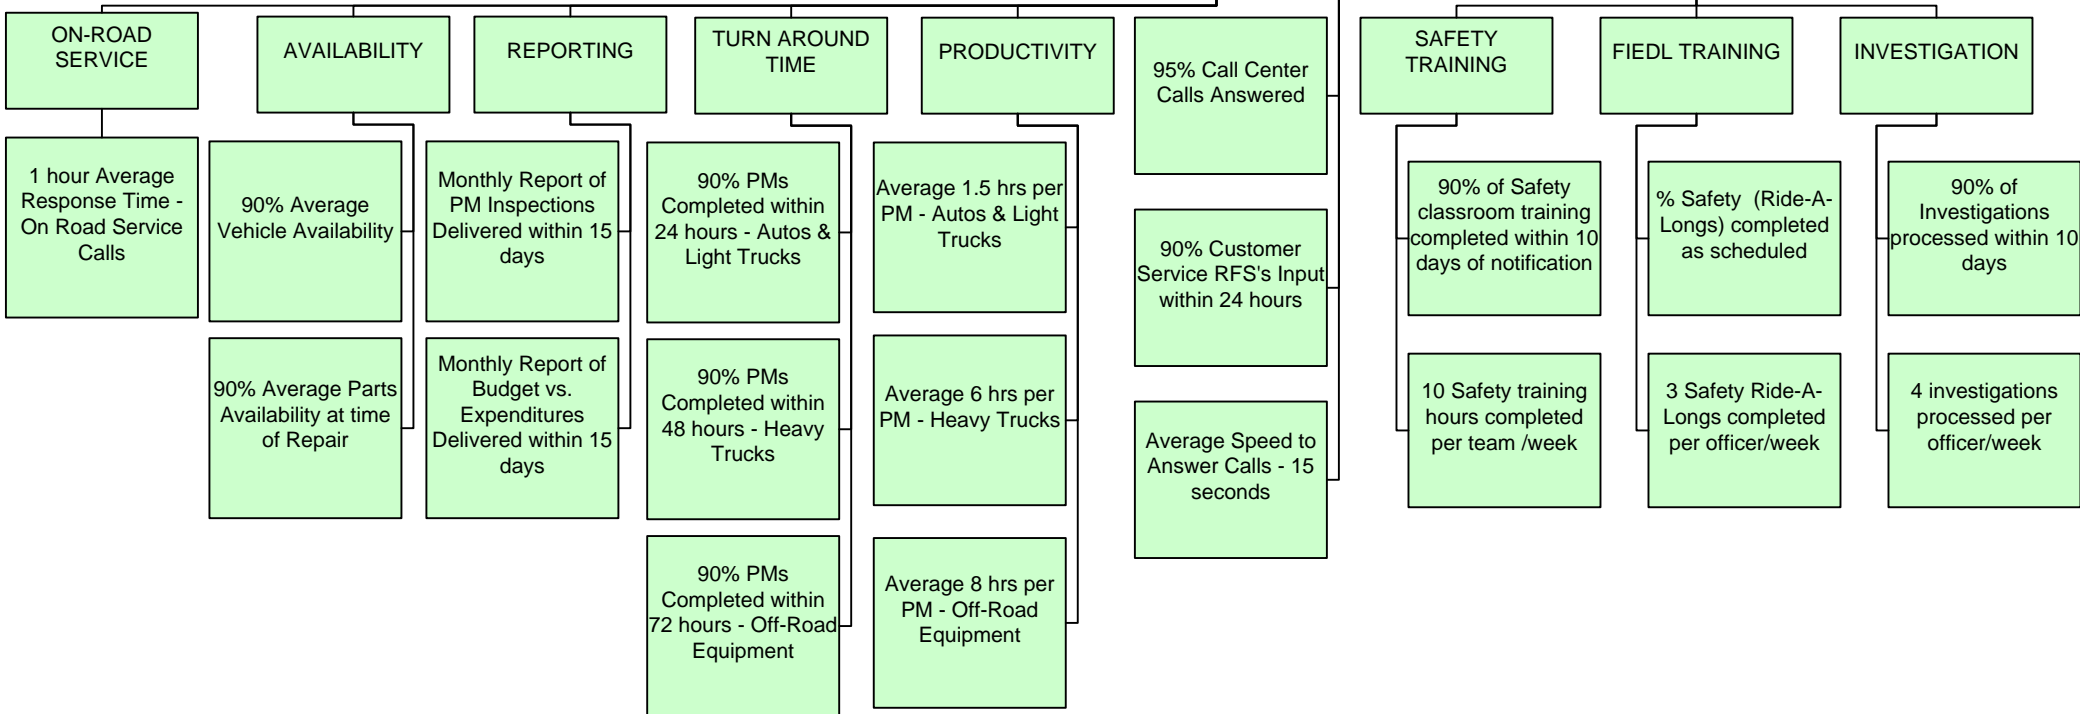 ON-ROAD
SERVICE
1 hour Average
Response Time -
On Road Service
Calls
AVAILABILITY
90% Average
Vehicle Availability
90% Average Parts
Availability at time
of Repair
REPORTING
Monthly Report of
PM Inspections
Delivered within 15
days
Monthly Report of
Budget vs.
Expenditures
Delivered within 15
days
TURN AROUND
TIME
90% PMs
Completed within
24 hours - Autos &
Light Trucks
90% PMs
Completed within
48 hours - Heavy
Trucks
90% PMs
Completed within
72 hours - Off-Road
Equipment
PRODUCTIVITY
Average 1.5 hrs per
PM - Autos & Light
Trucks
Average 6 hrs per
PM - Heavy Trucks
Average 8 hrs per
PM - Off-Road
Equipment
95% Call Center
Calls Answered
90% Customer
Service RFS's Input
within 24 hours
Average Speed to
Answer Calls - 15
seconds
SAFETY
TRAINING
90% of Safety
classroom training
completed within 10
days of notification
10 Safety training
hours completed
per team /week
FIEDL TRAINING
% Safety  (Ride-A-
Longs) completed
as scheduled
3 Safety Ride-A-
Longs completed
per officer/week
INVESTIGATION
90% of
Investigations
processed within 10
days
4 investigations
processed per
officer/week